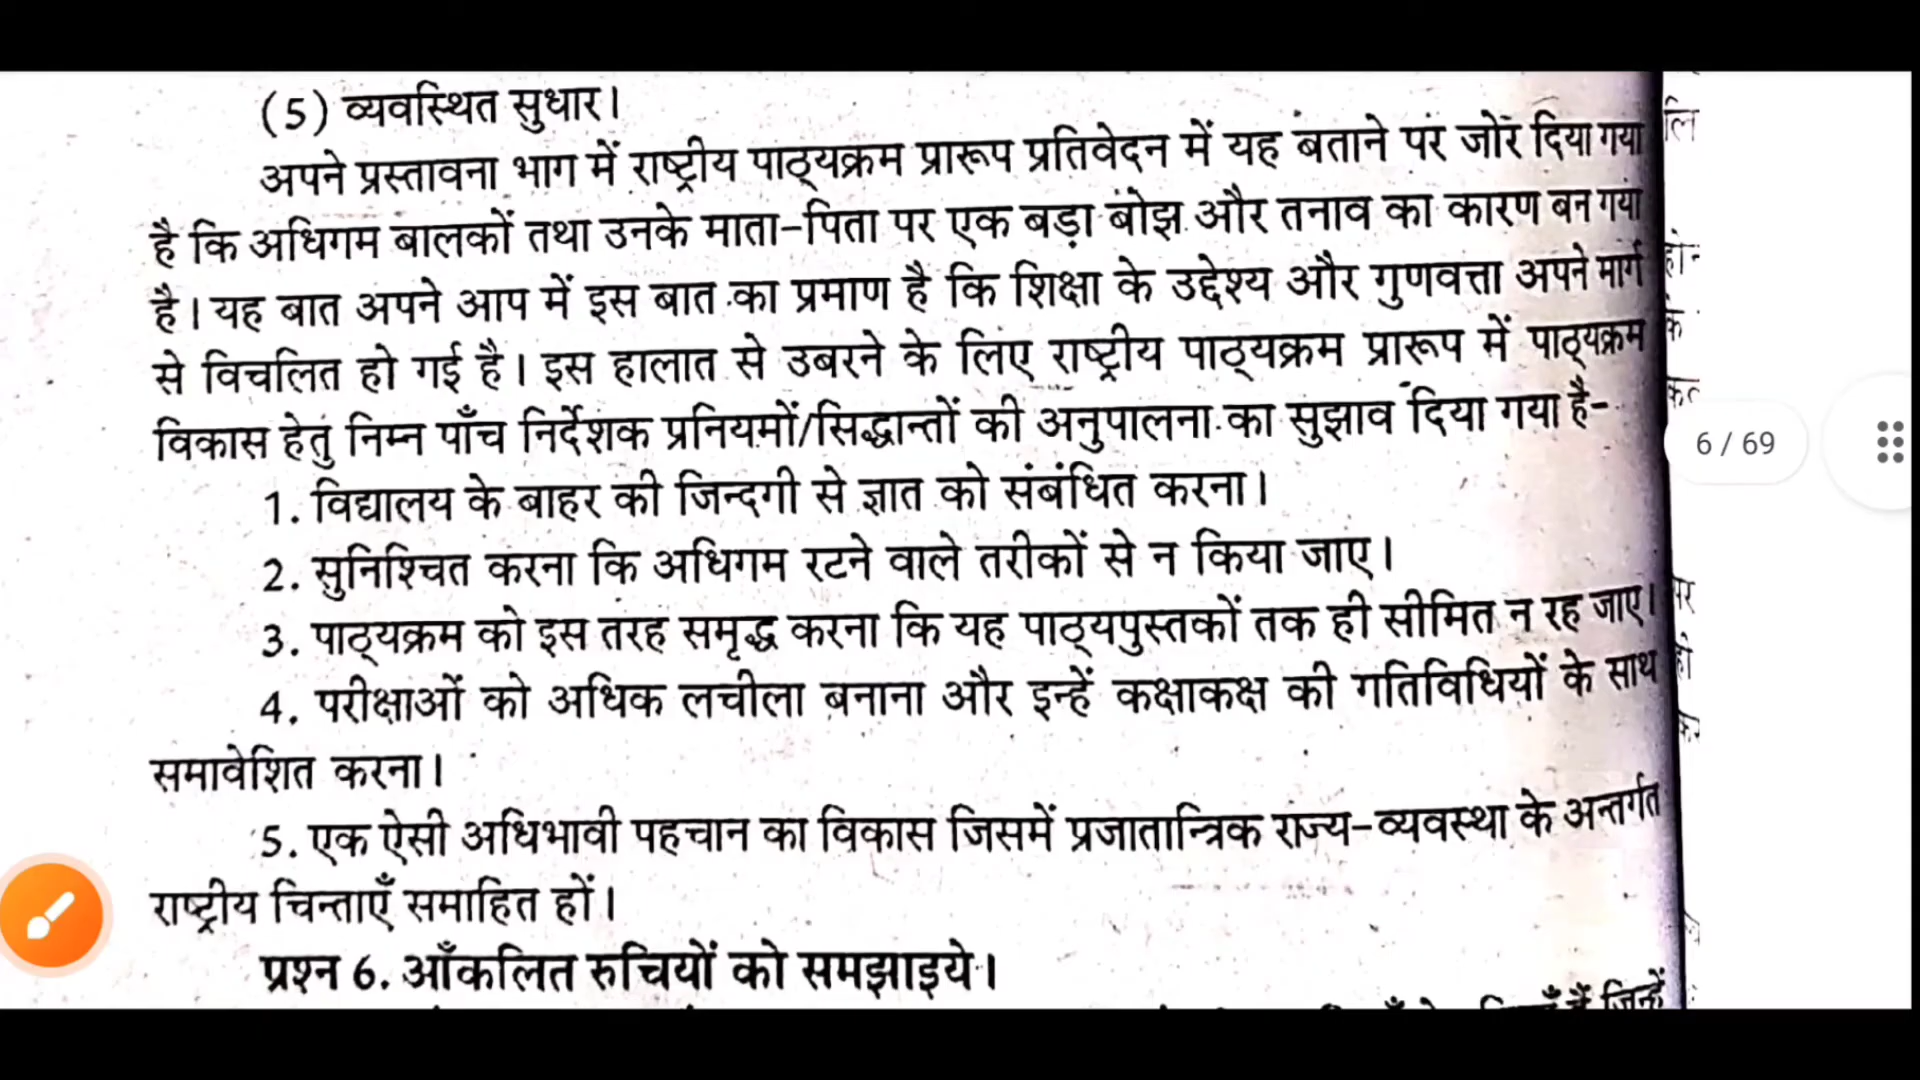 (5) व्यवस्थित सुधार।
अपने प्रस्तावना भाग में राष्ट्रीय पाठ्यक्रम प्रारूप प्रतिवेदन में यह बताने पर जोर दिया गया
है कि अधिगम बालकों तथा उनके माता-पिता पर एक बड़ा बोझ और तनाव का कारण बन गया
है। यह बात अपने आप में इस बात का प्रमाण है कि शिक्षा के उद्देश्य और गुणवत्ता अपने मार्ग
से विचलित हो गई है। इस हालात से उबरने के लिए राष्ट्रीय पाठ्यक्रम प्रारूप में पाठ्यक्रम
विकास हेतु निम्न पाँच निर्देशक प्रनियमों/सिद्धान्तों की अनुपालना का सुझाव दिया गया है-
6 / 69
1. विद्यालय के बाहर की जिन्दगी से ज्ञात को संबंधित करना।
2. सुनिश्चित करना कि अधिगम रटने वाले तरीकों से न किया जाए।
3. पाठ्यक्रम को इस तरह समृद्ध करना कि यह पाठ्यपुस्तकों तक ही सीमित न रह जाए।
4. परीक्षाओं को अधिक लचीला बनाना और इन्हें कक्षाकक्ष की गतिविधियों के साथ
समावेशित करना।
5. एक ऐसी अधिभावी पहचान का विकास जिसमें प्रजातान्त्रिक राज्य-व्यवस्था के अन्तर्गत
राष्ट्रीय चिन्ताएँ समाहित हों।
प्रश्न 6. आँकलित रुचियों को समझाइये।